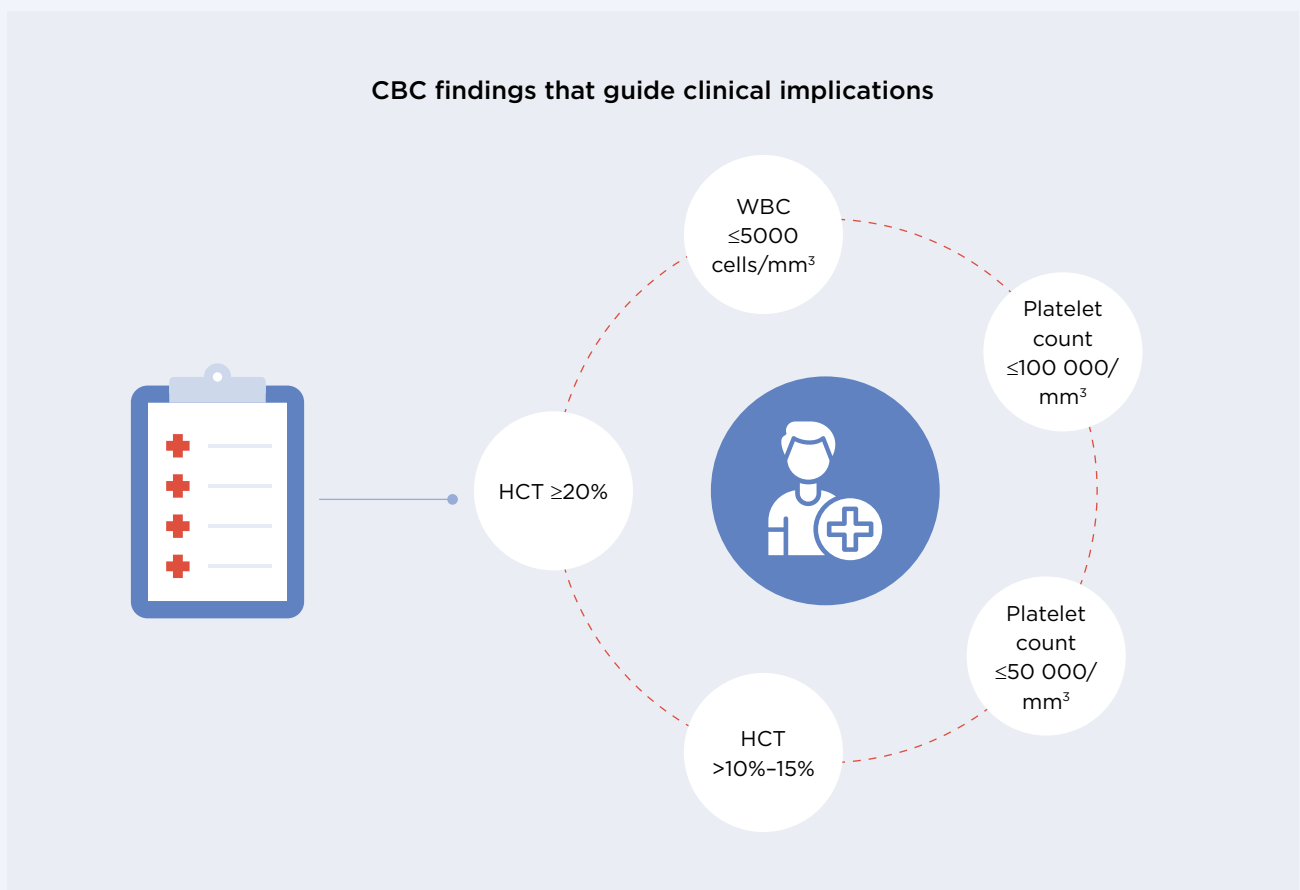 CBC findings that guide clinical implications
WBC
≤5000
cells/mm³
Platelet
count
≤100 000/
mm³
HCT ≥20%
Platelet
count
≤50 000/
mm³
HCT
>10%–15%